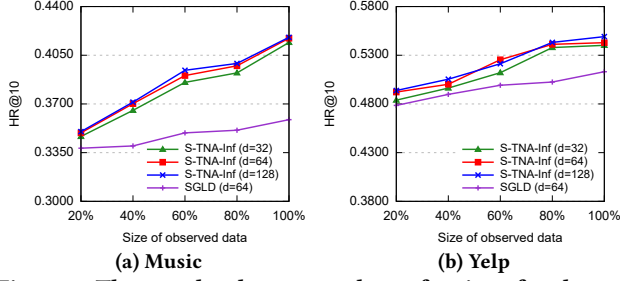 0.4400
0.4050
0.3700
0.3350
0.3000
HR@10
20% 40% 60% 80% 100%
Size of observed data
S-TNA-Inf (d=32)
S-TNA-Inf (d=64)
S-TNA-Inf (d=128)
SGLD (d=64)
(a) Music
0.5800
0.5300
0.4800
0.4300
0.3800
HR@10
20% 40% 60% 80% 100%
Size of observed data
S-TNA-Inf (d=32)
S-TNA-Inf (d=64)
S-TNA-Inf (d=128)
SGLD (d=64)
(b) Yelp